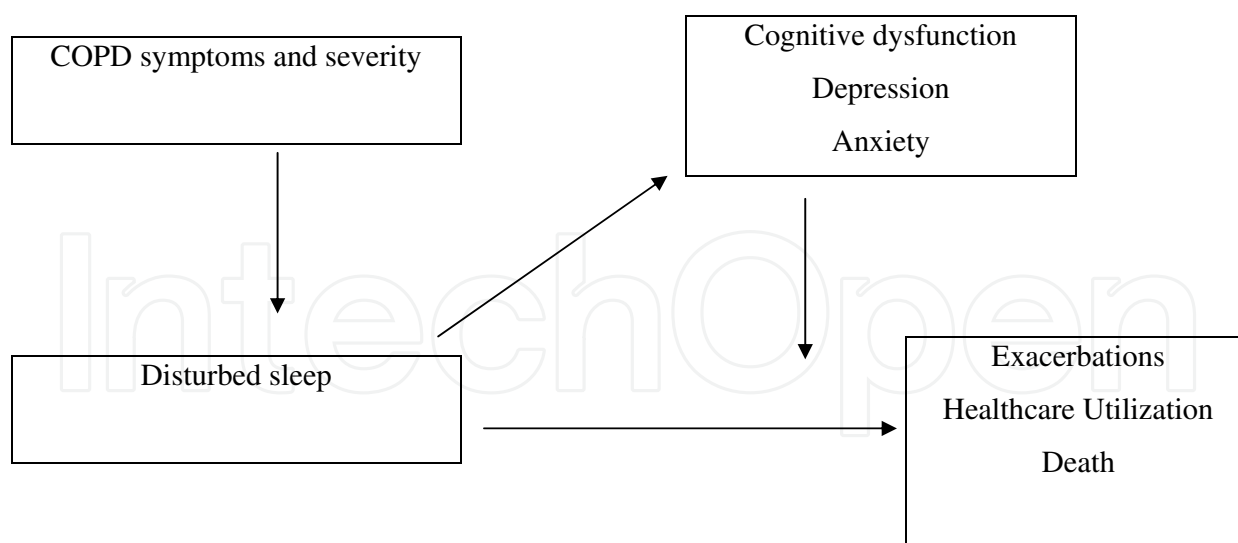 COPD symptoms and severity
Cognitive dysfunction
Depression
Anxiety
Disturbed sleep
Exacerbations
Healthcare Utilization
Death
IntechOpen